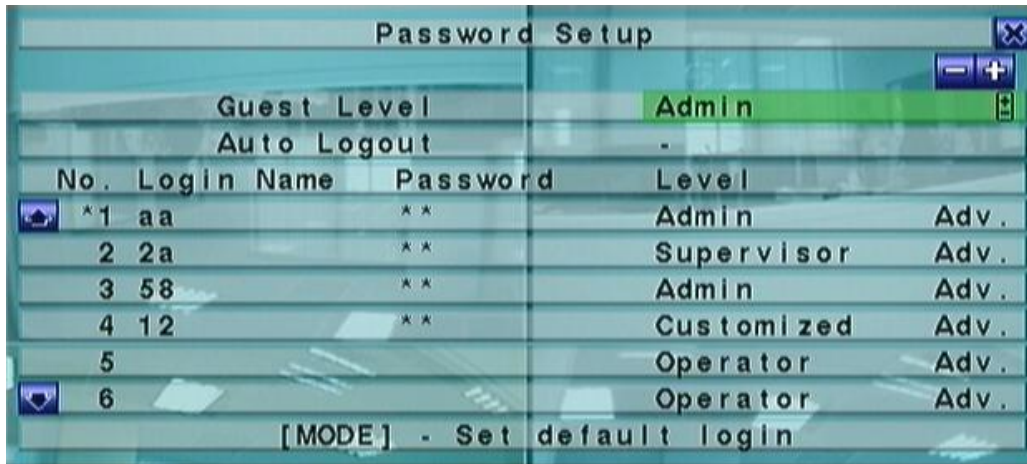 Password Setup
Guest Level Admin
Auto Logout -
No. Login Name Password Level
*1 aa ** Admin Adv.
2 2a ** Supervisor Adv.
3 58 ** Admin Adv.
4 12 ** Customized Adv.
5 Operator Adv.
6 Operator Adv.
[MODE] - Set default login